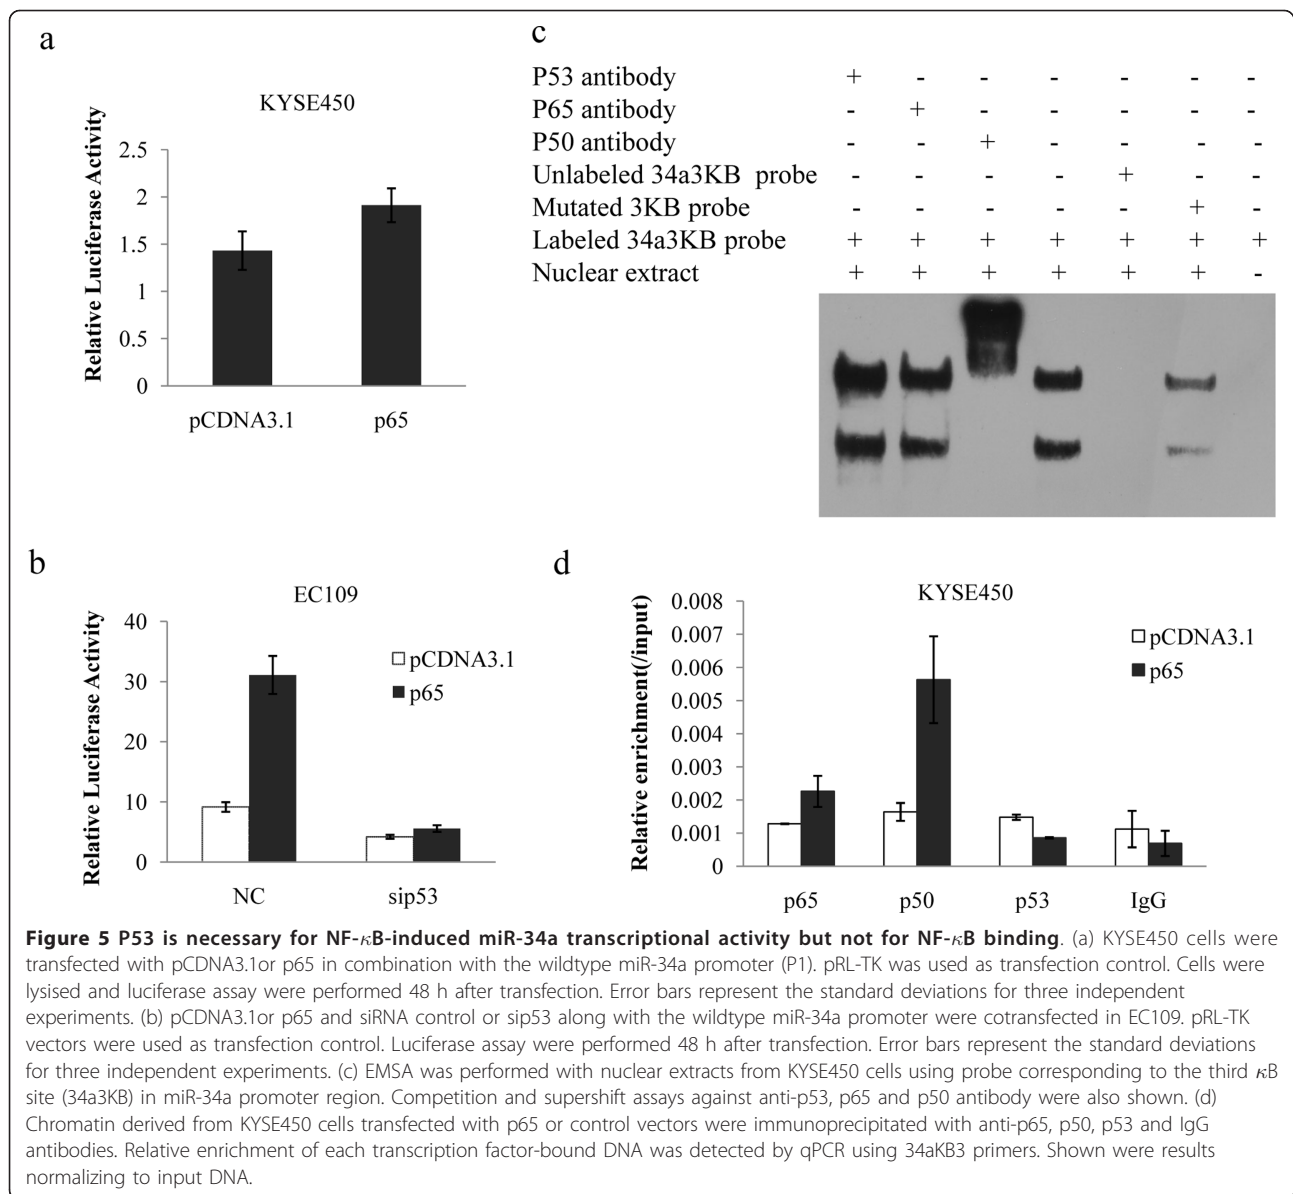 a
KYSE450
Relative Luciferase Activity
2.5
2
1.5
1
0.5
0
pCDNA3.1 p65
c
P53 antibody + - - - - - -
P65 antibody - + - - - - -
P50 antibody - - + - - - -
Unlabeled 34a3KB probe - - - - + - -
Mutated 3KB probe - - - - - + -
Labeled 34a3KB probe + + + + + + +
Nuclear extract + + + + + + -
b
EC109
Relative Luciferase Activity
40
30
20
10
0
pCDNA3.1
p65
NC sip53
d
KYSE450
Relative enrichment(/input)
0.008
0.007
0.006
0.005
0.004
0.003
0.002
0.001
0
pCDNA3.1
p65
p65 p50 p53 IgG
Figure 5 P53 is necessary for NF-κB-induced miR-34a transcriptional activity but not for NF-κB binding. (a) KYSE450 cells were
transfected with pCDNA3.1or p65 in combination with the wildtype miR-34a promoter (P1). pRL-TK was used as transfection control. Cells were
lysised and luciferase assay were performed 48 h after transfection. Error bars represent the standard deviations for three independent
experiments. (b) pCDNA3.1or p65 and siRNA control or sip53 along with the wildtype miR-34a promoter were cotransfected in EC109. pRL-TK
vectors were used as transfection control. Luciferase assay were performed 48 h after transfection. Error bars represent the standard deviations
for three independent experiments. (c) EMSA was performed with nuclear extracts from KYSE450 cells using probe corresponding to the third κB
site (34a3KB) in miR-34a promoter region. Competition and supershift assays against anti-p53, p65 and p50 antibody were also shown. (d)
Chromatin derived from KYSE450 cells transfected with p65 or control vectors were immunoprecipitated with anti-p65, p50, p53 and IgG
antibodies. Relative enrichment of each transcription factor-bound DNA was detected by qPCR using 34aKB3 primers. Shown were results
normalizing to input DNA.